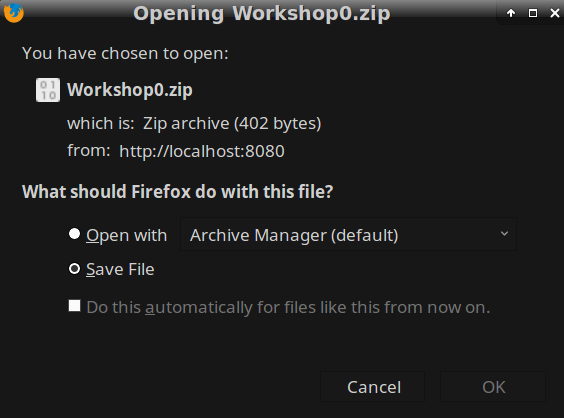 Opening Workshop0.zip
You have chosen to open:
01
10
Workshop0.zip
which is: Zip archive (402 bytes)
from: http://localhost:8080
What should Firefox do with this file?
Open with
Archive Manager (default)
Save File
Do this automatically for files like this from now on.
Cancel
OK